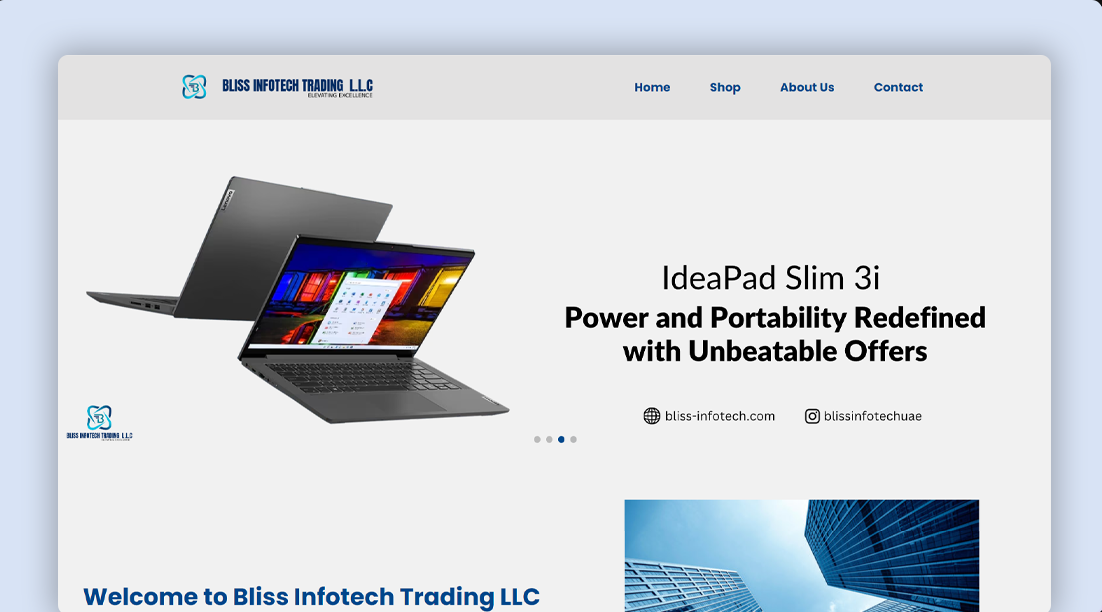 BLISS INFOTECH TRADING L.L.C
ELEVATING EXCELLENCE
Home
Shop
About Us
Contact
Lenovo
IdeaPad Slim 3i
Power and Portability Redefined
with Unbeatable Offers
bliss-infotech.com
blissinfotechuae
BLISS INFOTECH TRADING L.L.C
Welcome to Bliss Infotech Trading LLC